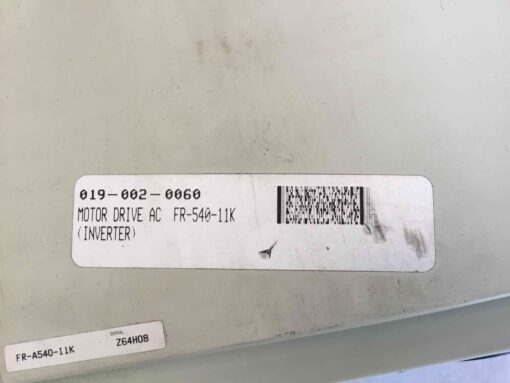 019-002-0060
MOTOR DRIVE AC FR-540-11K
(INVERTER)
SERIAL
FR-A540-11K Z64H08